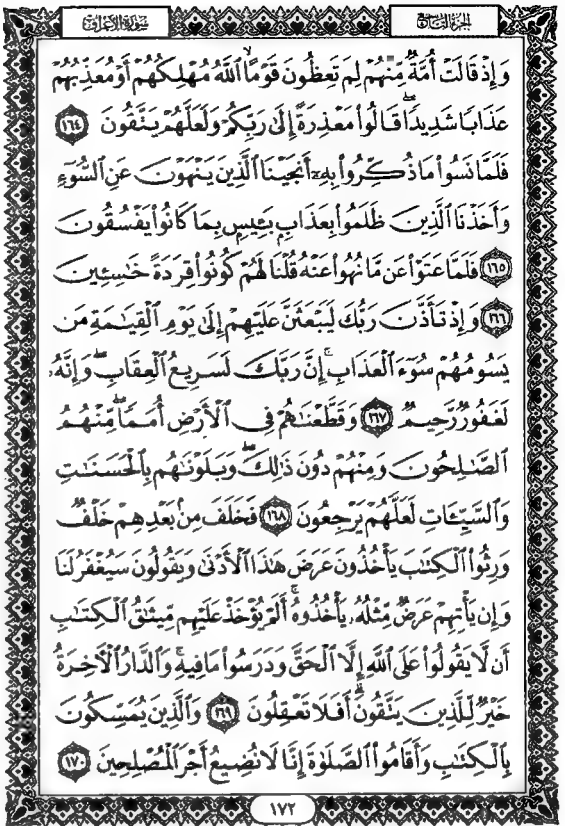 سورة الأعراف
الجزء التاسع
وَإِذْ قَالَتْ أُمَّةٌ مِّنْهُمْ لِمَ تَعِظُونَ قَوْمًا ۙ ٱللَّهُ مُهْلِكُهُمْ أَوْ مُعَذِّبُهُمْ
عَذَابًا شَدِيدًا ۖ قَالُوا۟ مَعْذِرَةً إِلَىٰ رَبِّكُمْ وَلَعَلَّهُمْ يَتَّقُونَ ١٦٤
فَلَمَّا نَسُوا۟ مَا ذُكِّرُوا۟ بِهِۦٓ أَنجَيْنَا ٱلَّذِينَ يَنْهَوْنَ عَنِ ٱلسُّوٓءِ
وَأَخَذْنَا ٱلَّذِينَ ظَلَمُوا۟ بِعَذَابٍۭ بَـِٔيسٍۭ بِمَا كَانُوا۟ يَفْسُقُونَ
١٦٥ فَلَمَّا عَتَوْا۟ عَن مَّا نُهُوا۟ عَنْهُ قُلْنَا لَهُمْ كُونُوا۟ قِرَدَةً خَـٰسِـِٔينَ
١٦٦ وَإِذْ تَأَذَّنَ رَبُّكَ لَيَبْعَثَنَّ عَلَيْهِمْ إِلَىٰ يَوْمِ ٱلْقِيَـٰمَةِ مَن
يَسُومُهُمْ سُوٓءَ ٱلْعَذَابِ ۗ إِنَّ رَبَّكَ لَسَرِيعُ ٱلْعِقَابِ ۖ وَإِنَّهُۥ
لَغَفُورٌ رَّحِيمٌ ١٦٧ وَقَطَّعْنَـٰهُمْ فِى ٱلْأَرْضِ أُمَمًا ۖ مِّنْهُمُ
ٱلصَّـٰلِحُونَ وَمِنْهُمْ دُونَ ذَٰلِكَ ۖ وَبَلَوْنَـٰهُم بِٱلْحَسَنَـٰتِ
وَٱلسَّيِّـَٔاتِ لَعَلَّهُمْ يَرْجِعُونَ ١٦٨ فَخَلَفَ مِنۢ بَعْدِهِمْ خَلْفٌ
وَرِثُوا۟ ٱلْكِتَـٰبَ يَأْخُذُونَ عَرَضَ هَـٰذَا ٱلْأَدْنَىٰ وَيَقُولُونَ سَيُغْفَرُ لَنَا
وَإِن يَأْتِهِمْ عَرَضٌ مِّثْلُهُۥ يَأْخُذُوهُ ۚ أَلَمْ يُؤْخَذْ عَلَيْهِم مِّيثَـٰقُ ٱلْكِتَـٰبِ
أَن لَّا يَقُولُوا۟ عَلَى ٱللَّهِ إِلَّا ٱلْحَقَّ وَدَرَسُوا۟ مَا فِيهِ ۗ وَٱلدَّارُ ٱلْـَٔاخِرَةُ
خَيْرٌ لِّلَّذِينَ يَتَّقُونَ ۗ أَفَلَا تَعْقِلُونَ ١٦٩ وَٱلَّذِينَ يُمَسِّكُونَ
بِٱلْكِتَـٰبِ وَأَقَامُوا۟ ٱلصَّلَوٰةَ إِنَّا لَا نُضِيعُ أَجْرَ ٱلْمُصْلِحِينَ ١٧٠
١٧٢